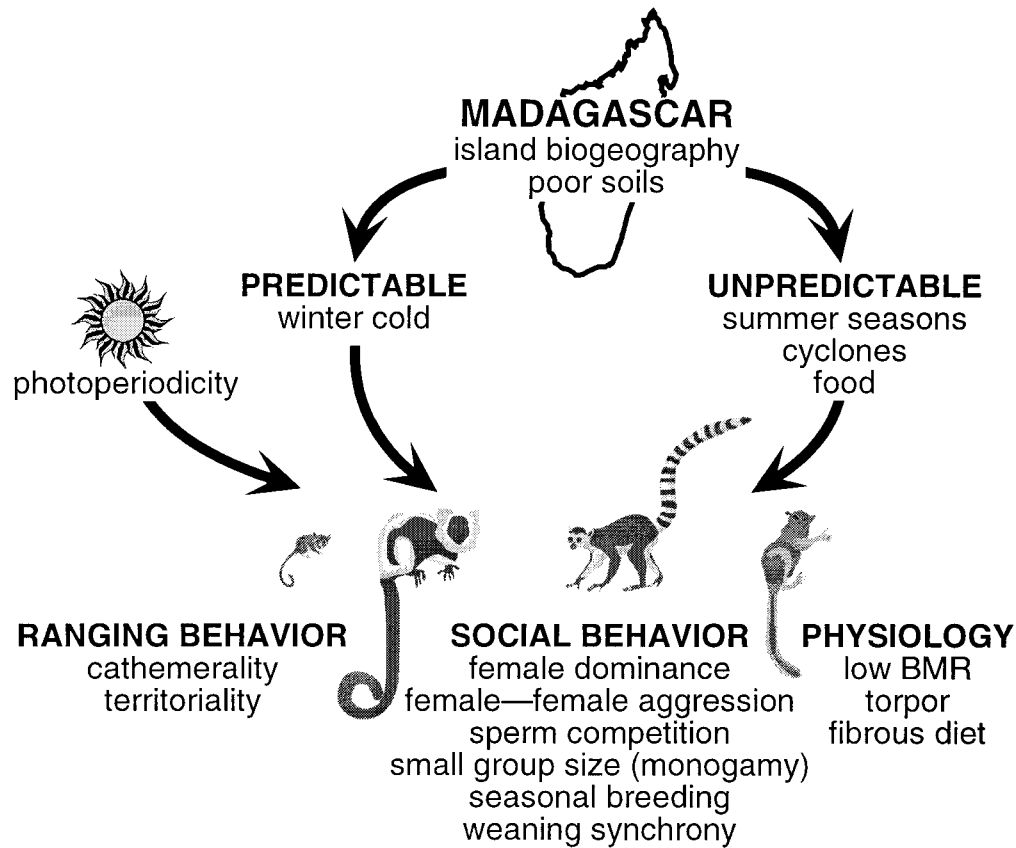 MADAGASCAR
island biogeography
poor soils
PREDICTABLE
winter cold
UNPREDICTABLE
summer seasons
cyclones
food
photoperiodicity
RANGING BEHAVIOR
cathemerality
territoriality
SOCIAL BEHAVIOR
female dominance
female—female aggression
sperm competition
small group size (monogamy)
seasonal breeding
weaning synchrony
PHYSIOLOGY
low BMR
torpor
fibrous diet